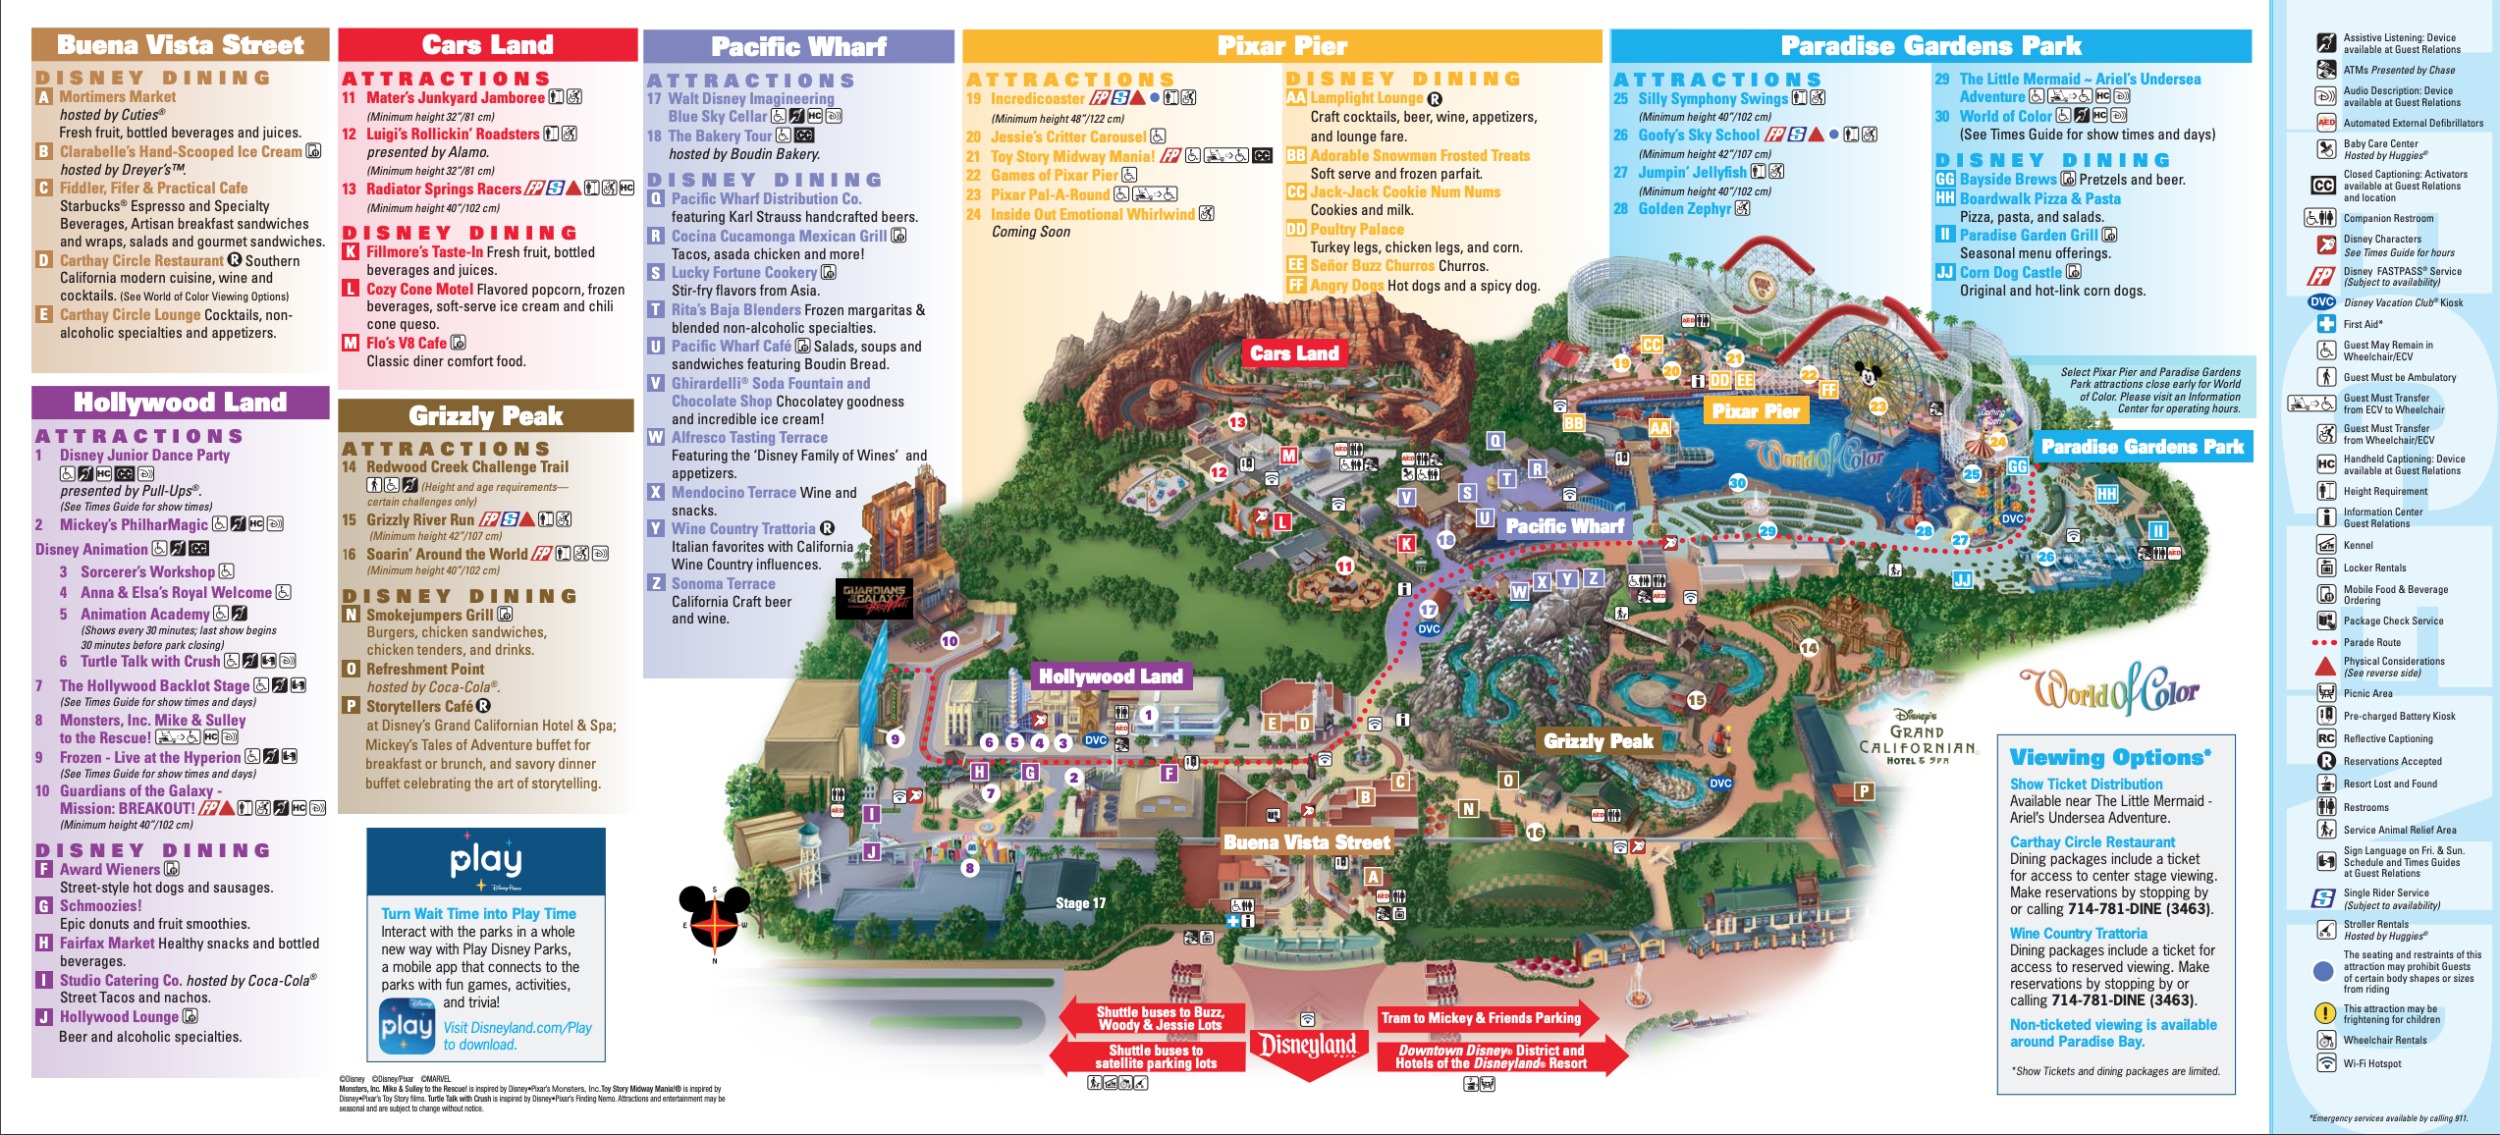 Buena Vista Street
DISNEY DINING
A Mortimers Market
hosted by Cuties®
Fresh fruit, bottled beverages and juices.
B Clarabelle's Hand-Scooped Ice Cream
hosted by Dreyer's™.
C Fiddler, Fifer & Practical Cafe
Starbucks® Espresso and Specialty
Beverages, Artisan breakfast sandwiches
and wraps, salads and gourmet sandwiches.
D Carthay Circle Restaurant R Southern
California modern cuisine, wine and
cocktails. (See World of Color Viewing Options)
E Carthay Circle Lounge Cocktails, non-
alcoholic specialties and appetizers.
Hollywood Land
ATTRACTIONS
1 Disney Junior Dance Party
HC CC
presented by Pull-Ups®.
(See Times Guide for show times)
2 Mickey's PhilharMagic HC
Disney Animation CC
3 Sorcerer's Workshop
4 Anna & Elsa's Royal Welcome
5 Animation Academy
(Shows every 30 minutes; last show begins
30 minutes before park closing)
6 Turtle Talk with Crush
7 The Hollywood Backlot Stage
(See Times Guide for show times and days)
8 Monsters, Inc. Mike & Sulley
to the Rescue! HC
9 Frozen - Live at the Hyperion
(See Times Guide for show times and days)
10 Guardians of the Galaxy -
Mission: BREAKOUT! FP HC
(Minimum height 40"/102 cm)
DISNEY DINING
F Award Wieners
Street-style hot dogs and sausages.
G Schmoozies!
Epic donuts and fruit smoothies.
H Fairfax Market Healthy snacks and bottled
beverages.
I Studio Catering Co. hosted by Coca-Cola®
Street Tacos and nachos.
J Hollywood Lounge
Beer and alcoholic specialties.
Cars Land
ATTRACTIONS
11 Mater's Junkyard Jamboree
(Minimum height 32"/81 cm)
12 Luigi's Rollickin' Roadsters
presented by Alamo.
(Minimum height 32"/81 cm)
13 Radiator Springs Racers FP S HC
(Minimum height 40"/102 cm)
DISNEY DINING
K Fillmore's Taste-In Fresh fruit, bottled
beverages and juices.
L Cozy Cone Motel Flavored popcorn, frozen
beverages, soft-serve ice cream and chili
cone queso.
M Flo's V8 Cafe
Classic diner comfort food.
Grizzly Peak
ATTRACTIONS
14 Redwood Creek Challenge Trail
(Height and age requirements—
certain challenges only)
15 Grizzly River Run FP S
(Minimum height 42"/107 cm)
16 Soarin' Around the World FP
(Minimum height 40"/102 cm)
DISNEY DINING
N Smokejumpers Grill
Burgers, chicken sandwiches,
chicken tenders, and drinks.
O Refreshment Point
hosted by Coca-Cola®.
P Storytellers Café R
at Disney's Grand Californian Hotel & Spa;
Mickey's Tales of Adventure buffet for
breakfast or brunch, and savory dinner
buffet celebrating the art of storytelling.
play
Disney Parks
Turn Wait Time into Play Time
Interact with the parks in a whole
new way with Play Disney Parks,
a mobile app that connects to the
parks with fun games, activities,
and trivia!
Disney
play
Visit Disneyland.com/Play
to download.
©Disney ©Disney/Pixar ©MARVEL
Monsters, Inc. Mike & Sulley to the Rescue! is inspired by Disney•Pixar's Monsters, Inc. Toy Story Midway Mania!® is inspired by
Disney•Pixar's Toy Story films. Turtle Talk with Crush is inspired by Disney•Pixar's Finding Nemo. Attractions and entertainment may be
seasonal and are subject to change without notice.
Pacific Wharf
ATTRACTIONS
17 Walt Disney Imagineering
Blue Sky Cellar HC
18 The Bakery Tour CC
hosted by Boudin Bakery.
DISNEY DINING
Q Pacific Wharf Distribution Co.
featuring Karl Strauss handcrafted beers.
R Cocina Cucamonga Mexican Grill
Tacos, asada chicken and more!
S Lucky Fortune Cookery
Stir-fry flavors from Asia.
T Rita's Baja Blenders Frozen margaritas &
blended non-alcoholic specialties.
U Pacific Wharf Café Salads, soups and
sandwiches featuring Boudin Bread.
V Ghirardelli® Soda Fountain and
Chocolate Shop Chocolatey goodness
and incredible ice cream!
W Alfresco Tasting Terrace
Featuring the 'Disney Family of Wines' and
appetizers.
X Mendocino Terrace Wine and
snacks.
Y Wine Country Trattoria R
Italian favorites with California
Wine Country influences.
Z Sonoma Terrace
California Craft beer
and wine.
Pixar Pier
ATTRACTIONS
19 Incredicoaster FP S
(Minimum height 48"/122 cm)
20 Jessie's Critter Carousel
21 Toy Story Midway Mania! FP CC
22 Games of Pixar Pier
23 Pixar Pal-A-Round
24 Inside Out Emotional Whirlwind
Coming Soon
DISNEY DINING
AA Lamplight Lounge R
Craft cocktails, beer, wine, appetizers,
and lounge fare.
BB Adorable Snowman Frosted Treats
Soft serve and frozen parfait.
CC Jack-Jack Cookie Num Nums
Cookies and milk.
DD Poultry Palace
Turkey legs, chicken legs, and corn.
EE Señor Buzz Churros Churros.
FF Angry Dogs Hot dogs and a spicy dog.
Paradise Gardens Park
ATTRACTIONS
25 Silly Symphony Swings
(Minimum height 40"/102 cm)
26 Goofy's Sky School FP S
(Minimum height 42"/107 cm)
27 Jumpin' Jellyfish
(Minimum height 40"/102 cm)
28 Golden Zephyr
29 The Little Mermaid ~ Ariel's Undersea
Adventure HC
30 World of Color HC
(See Times Guide for show times and days)
DISNEY DINING
GG Bayside Brews Pretzels and beer.
HH Boardwalk Pizza & Pasta
Pizza, pasta, and salads.
II Paradise Garden Grill
Seasonal menu offerings.
JJ Corn Dog Castle
Original and hot-link corn dogs.
Select Pixar Pier and Paradise Gardens
Park attractions close early for World
of Color. Please visit an Information
Center for operating hours.
Cars Land
Pixar Pier
World Of Color
Paradise Gardens Park
Pacific Wharf
GUARDIANS OF THE GALAXY
Hollywood Land
Grizzly Peak
Buena Vista Street
Stage 17
Disney's
GRAND
CALIFORNIAN
HOTEL & SPA
World Of Color
S
E W
N
Shuttle buses to Buzz,
Woody & Jessie Lots
Shuttle buses to
satellite parking lots
Disneyland
Park
Tram to Mickey & Friends Parking
Downtown Disney® District and
Hotels of the Disneyland® Resort
Viewing Options*
Show Ticket Distribution
Available near The Little Mermaid -
Ariel's Undersea Adventure.
Carthay Circle Restaurant
Dining packages include a ticket
for access to center stage viewing.
Make reservations by stopping by
or calling 714-781-DINE (3463).
Wine Country Trattoria
Dining packages include a ticket for
access to reserved viewing. Make
reservations by stopping by or
calling 714-781-DINE (3463).
Non-ticketed viewing is available
around Paradise Bay.
*Show Tickets and dining packages are limited.
Assistive Listening: Device
available at Guest Relations
ATMs Presented by Chase
Audio Description: Device
available at Guest Relations
AED Automated External Defibrillators
Baby Care Center
Hosted by Huggies®
CC Closed Captioning: Activators
available at Guest Relations
and location
Companion Restroom
Disney Characters
See Times Guide for hours
FP Disney FASTPASS® Service
(Subject to availability)
DVC Disney Vacation Club® Kiosk
First Aid*
Guest May Remain in
Wheelchair/ECV
Guest Must be Ambulatory
Guest Must Transfer
from ECV to Wheelchair
Guest Must Transfer
from Wheelchair/ECV
HC Handheld Captioning: Device
available at Guest Relations
Height Requirement
Information Center
Guest Relations
Kennel
Locker Rentals
Mobile Food & Beverage
Ordering
Package Check Service
Parade Route
Physical Considerations
(See reverse side)
Picnic Area
Pre-charged Battery Kiosk
RC Reflective Captioning
R Reservations Accepted
Resort Lost and Found
Restrooms
Service Animal Relief Area
Sign Language on Fri. & Sun.
Schedule and Times Guides
at Guest Relations
S Single Rider Service
(Subject to availability)
Stroller Rentals
Hosted by Huggies®
The seating and restraints of this
attraction may prohibit Guests
of certain body shapes or sizes
from riding
This attraction may be
frightening for children
Wheelchair Rentals
Wi-Fi Hotspot
*Emergency services available by calling 911.